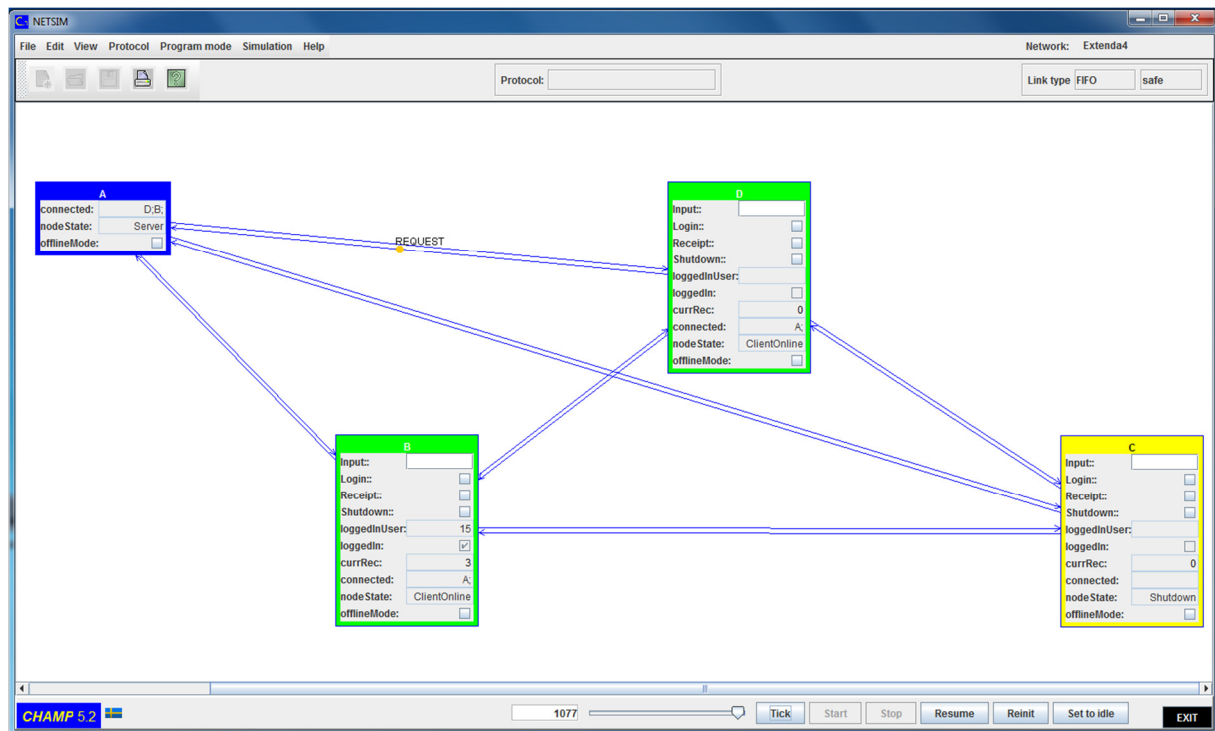 NETSIM
File Edit View Protocol Program mode Simulation Help Network: Extenda4
Protocol: Link type FIFO safe
A
connected: D;B;
nodeState: Server
offlineMode:
REQUEST
D
Input::
Login::
Receipt::
Shutdown::
loggedInUser:
loggedIn:
currRec: 0
connected: A;
nodeState: ClientOnline
offlineMode:
B
Input::
Login::
Receipt::
Shutdown::
loggedInUser: 15
loggedIn:
currRec: 3
connected: A;
nodeState: ClientOnline
offlineMode:
C
Input::
Login::
Receipt::
Shutdown::
loggedInUser:
loggedIn:
currRec: 0
connected:
nodeState: Shutdown
offlineMode:
CHAMP 5.2 1077 Tick Start Stop Resume Reinit Set to idle EXIT